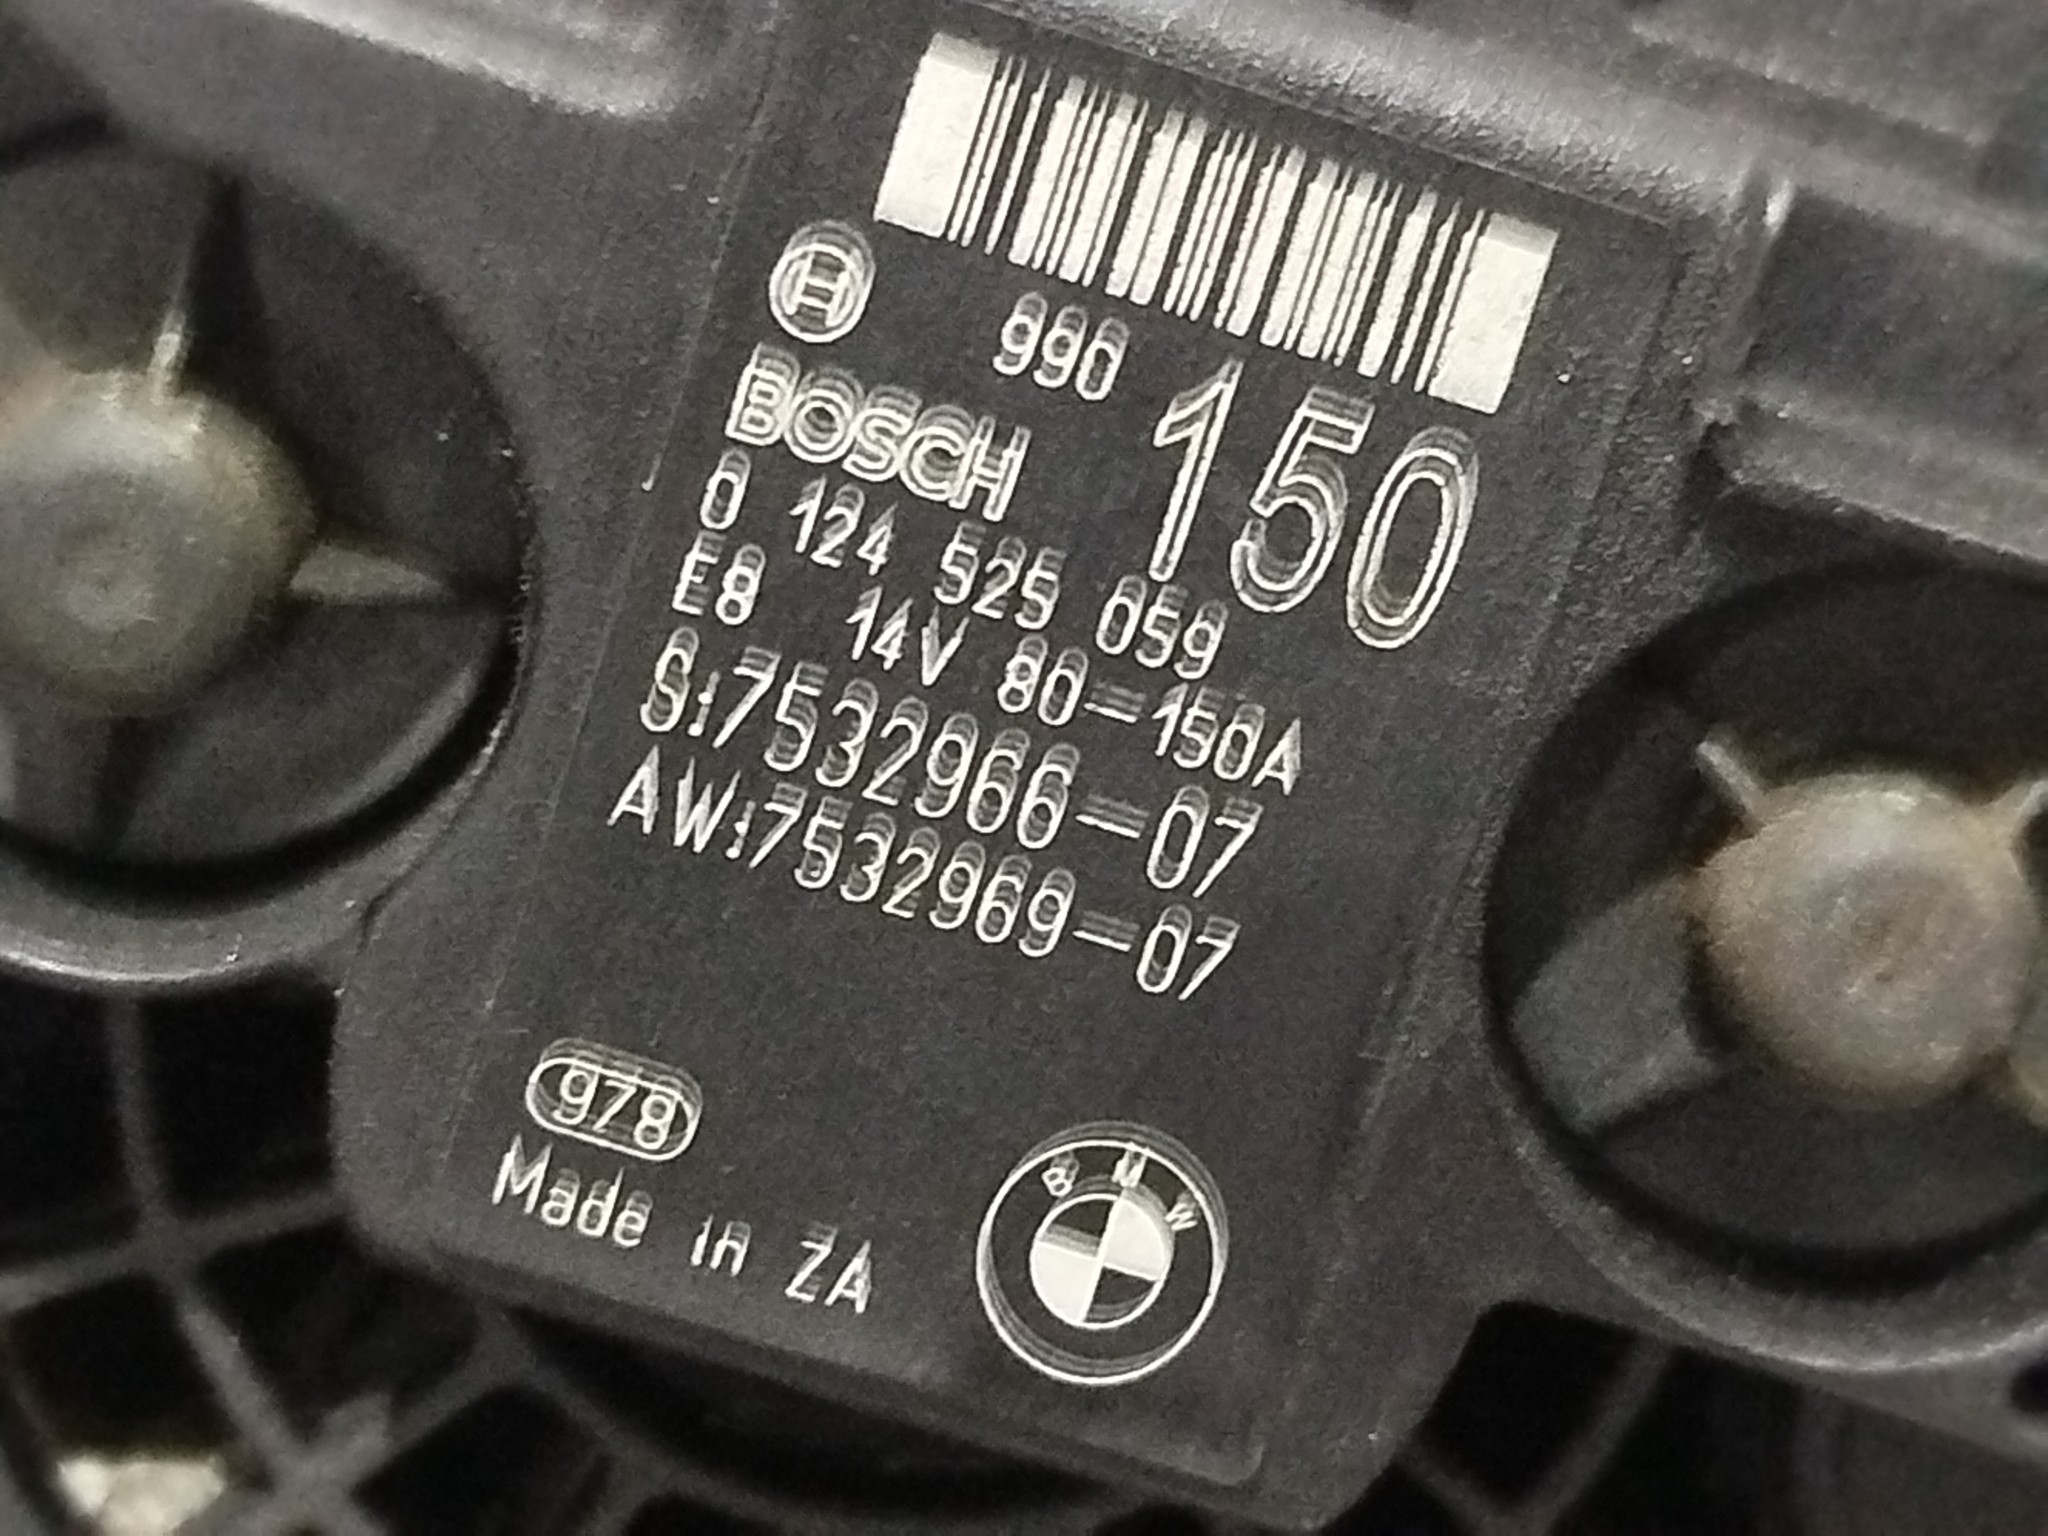 990
150
BOSCH
0 124 525 059
E8 14V 80-150A
S:7532966-07
AW:7532969-07
978
Made in ZA
BMW